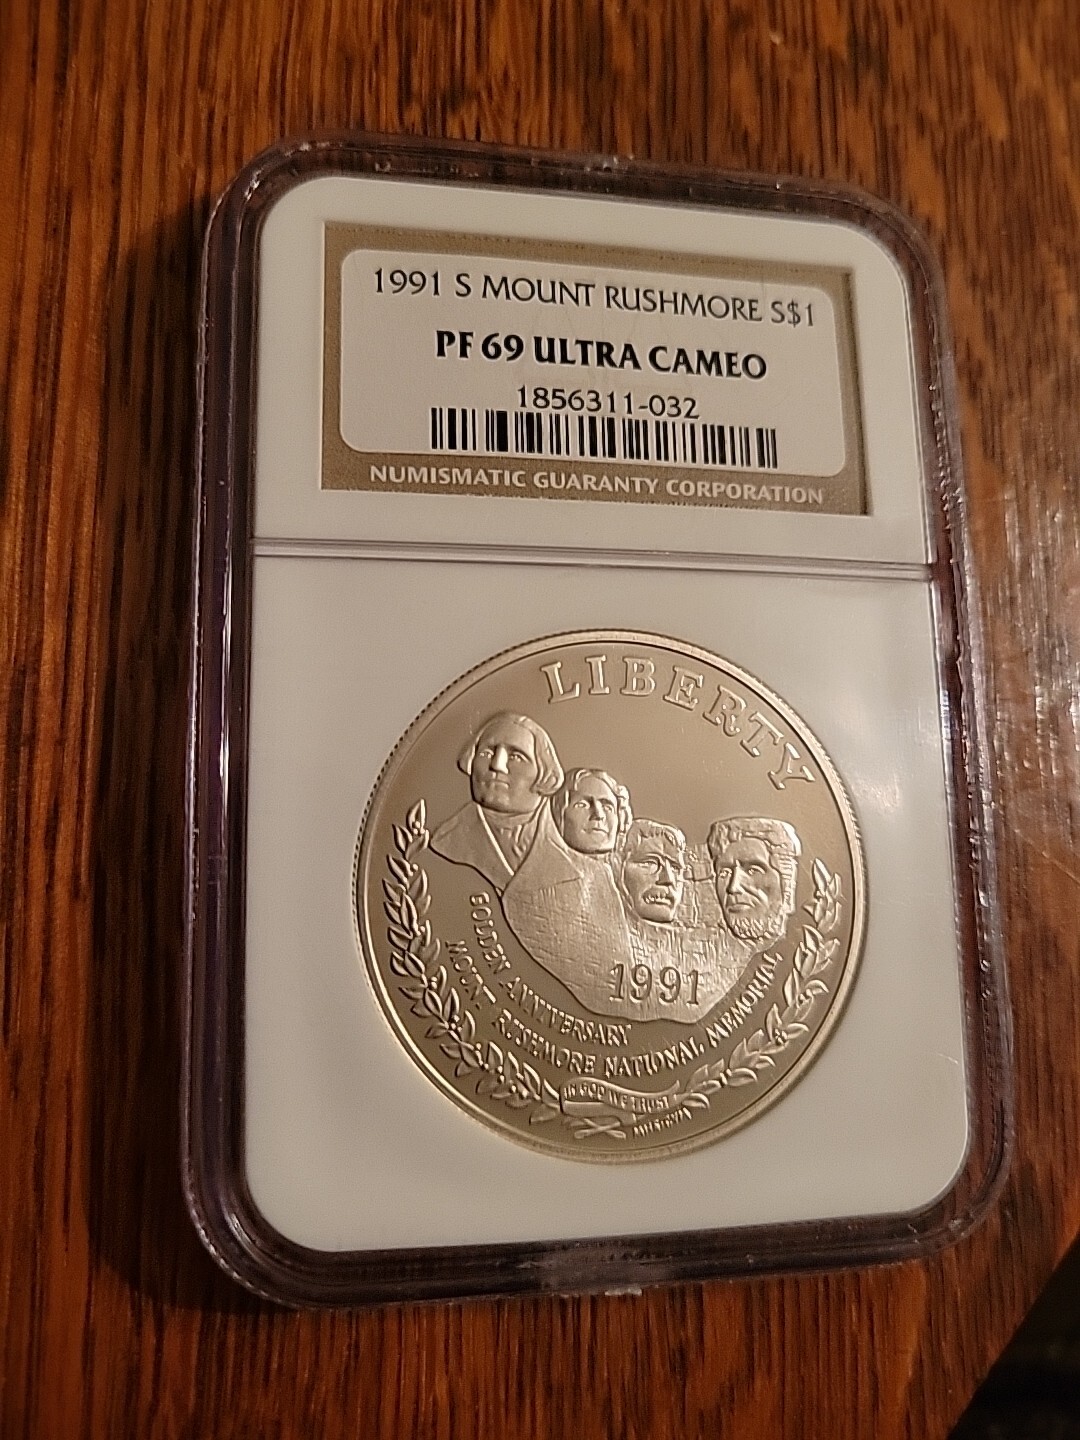 1991 S MOUNT RUSHMORE S$1
PF 69 ULTRA CAMEO
1856311-032
NUMISMATIC GUARANTY CORPORATION
LIBERTY
1991
GOLDEN ANNIVERSARY
MOUNT RUSHMORE NATIONAL MEMORIAL
IN GOD WE TRUST